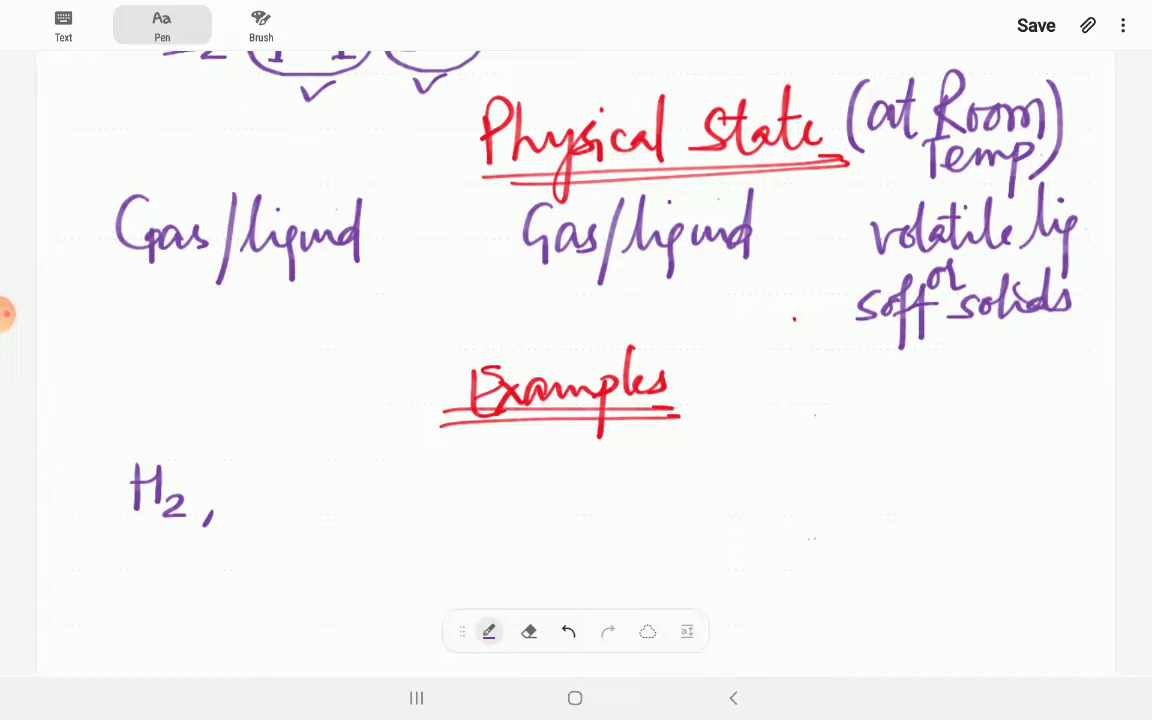 Text
Aa
Pen
Brush
Save
Physical State (at Room Temp)
Gas/liquid Gas/liquid volatile liq
or
soft solids
Examples
H2,